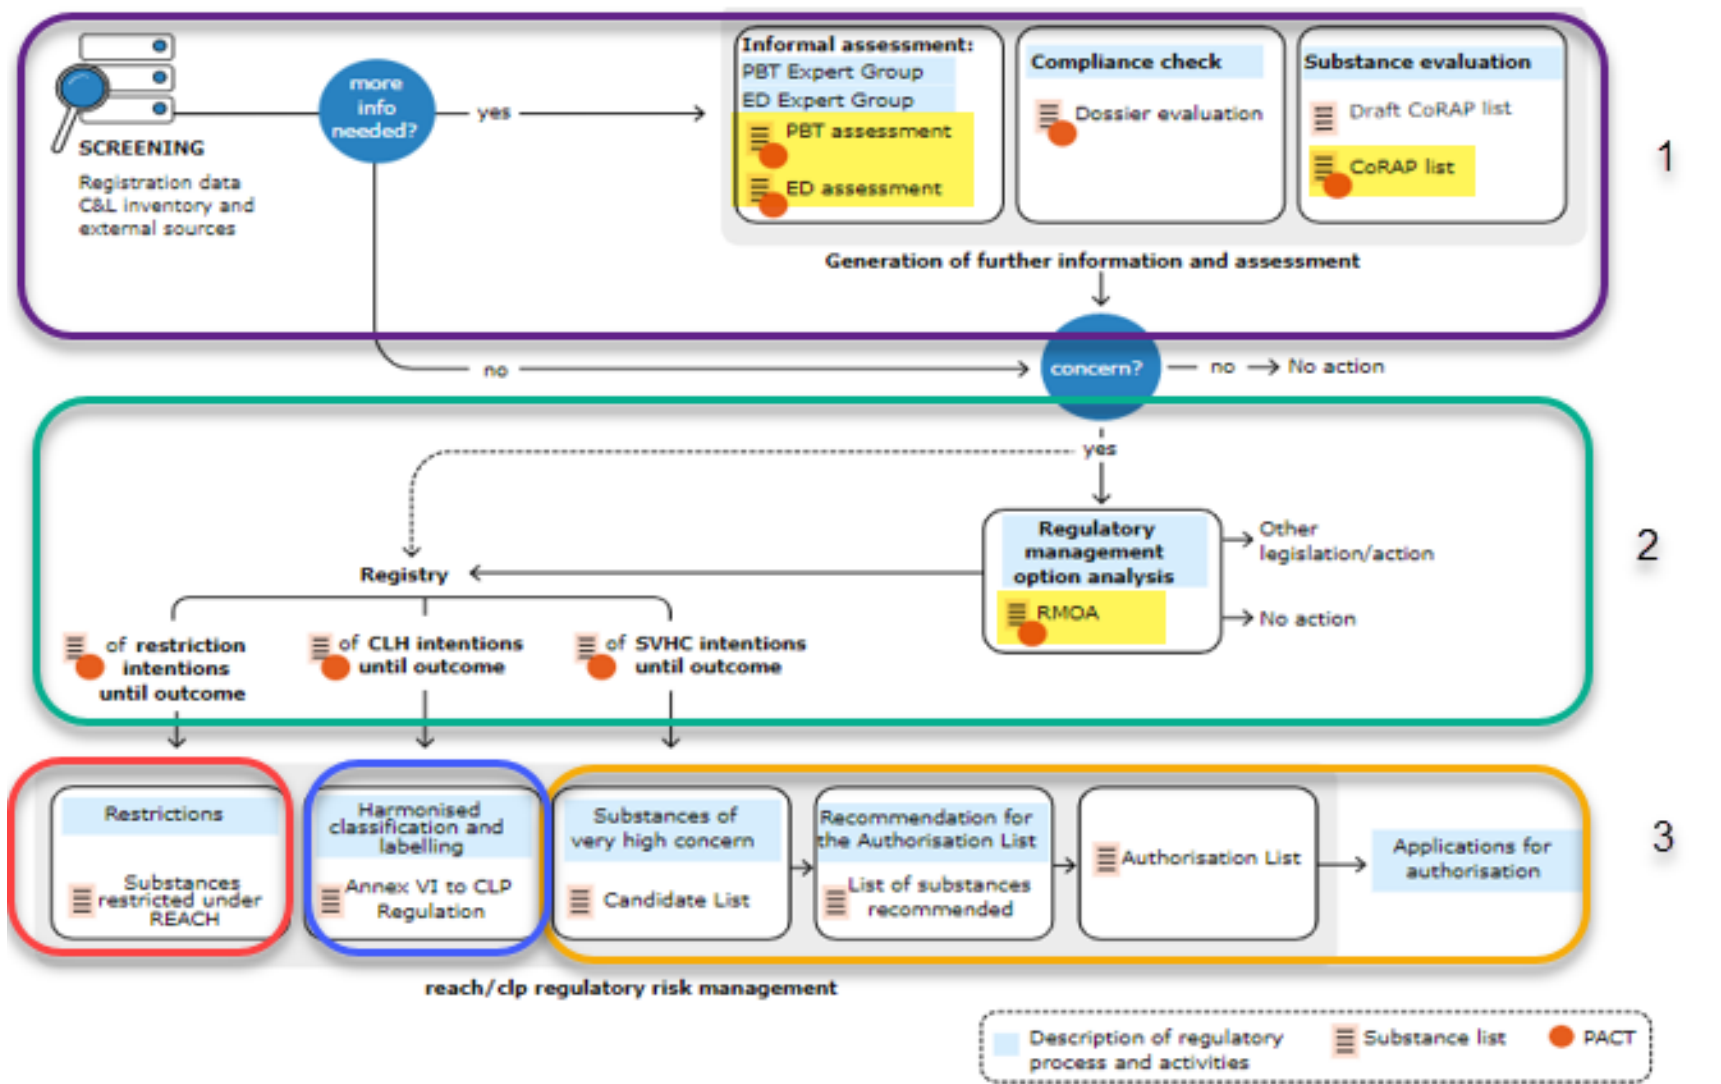 more
info
needed?
yes
SCREENING
Registration data
C&L inventory and
external sources
Informal assessment:
PBT Expert Group
ED Expert Group
PBT assessment
ED assessment
Compliance check
Dossier evaluation
Substance evaluation
Draft CoRAP list
CoRAP list
1
Generation of further information and assessment
no
concern?
no
No action
yes
Regulatory
management
option analysis
RMOA
Other
legislation/action
No action
2
Registry
of restriction
intentions
until outcome
of CLH intentions
until outcome
of SVHC intentions
until outcome
Restrictions
Substances
restricted under
REACH
Harmonised
classification and
labelling
Annex VI to CLP
Regulation
Substances of
very high concern
Candidate List
Recommendation for
the Authorisation List
List of substances
recommended
Authorisation List
Applications for
authorisation
3
reach/clp regulatory risk management
Description of regulatory
process and activities
Substance list
PACT